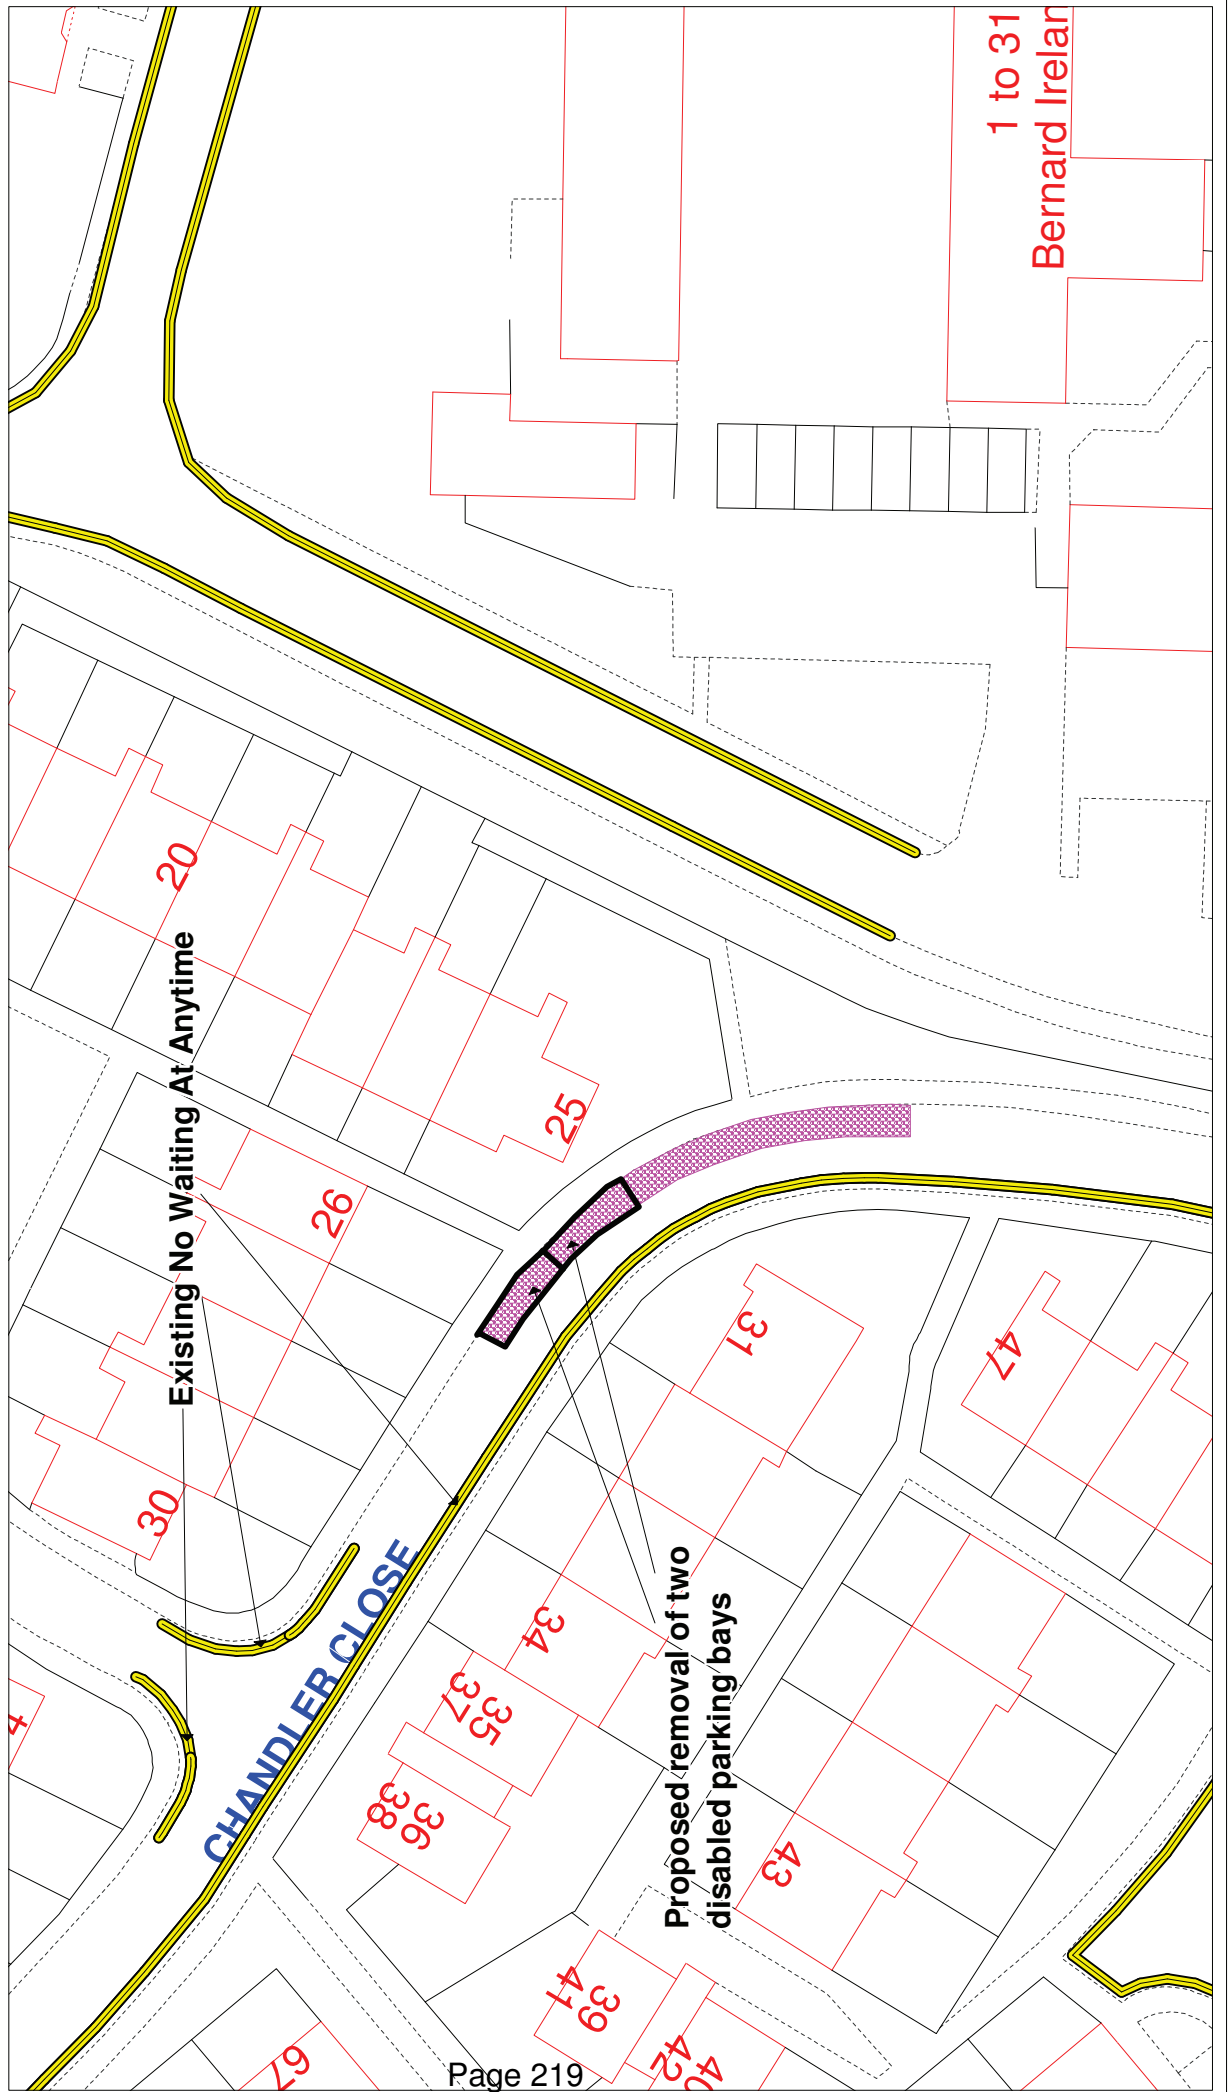 1 to 31
Bernard Irelan
20
Existing No Waiting At Anytime
25
26
30
31
47
CHANDLER CLOSE
34
35
37
36
38
Proposed removal of two
disabled parking bays
43
39
41
42
40
67
4
Page 219